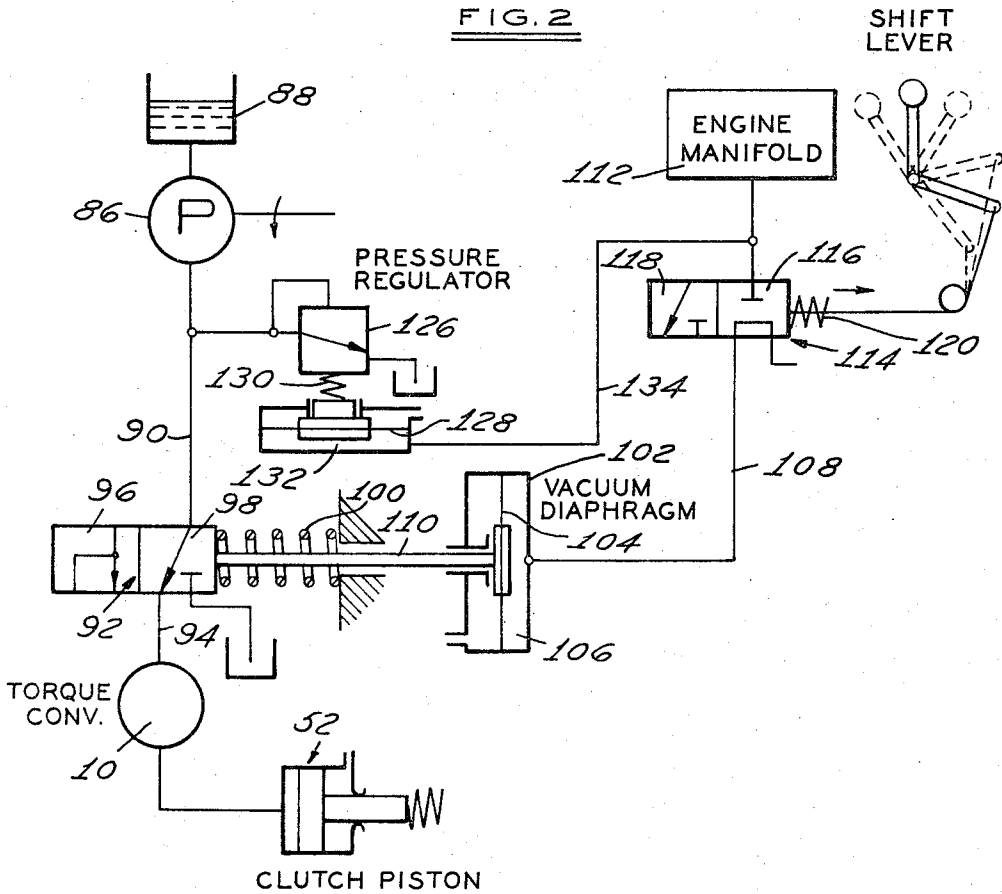 FIG. 2
SHIFT
LEVER
88
ENGINE
MANIFOLD
112
86
P
PRESSURE
REGULATOR
118
116
126
120
114
130
134
128
90
132
102
108
96
98
100
VACUUM
DIAPHRAGM
110
104
92
94
106
TORQUE
CONV.
52
10
CLUTCH PISTON